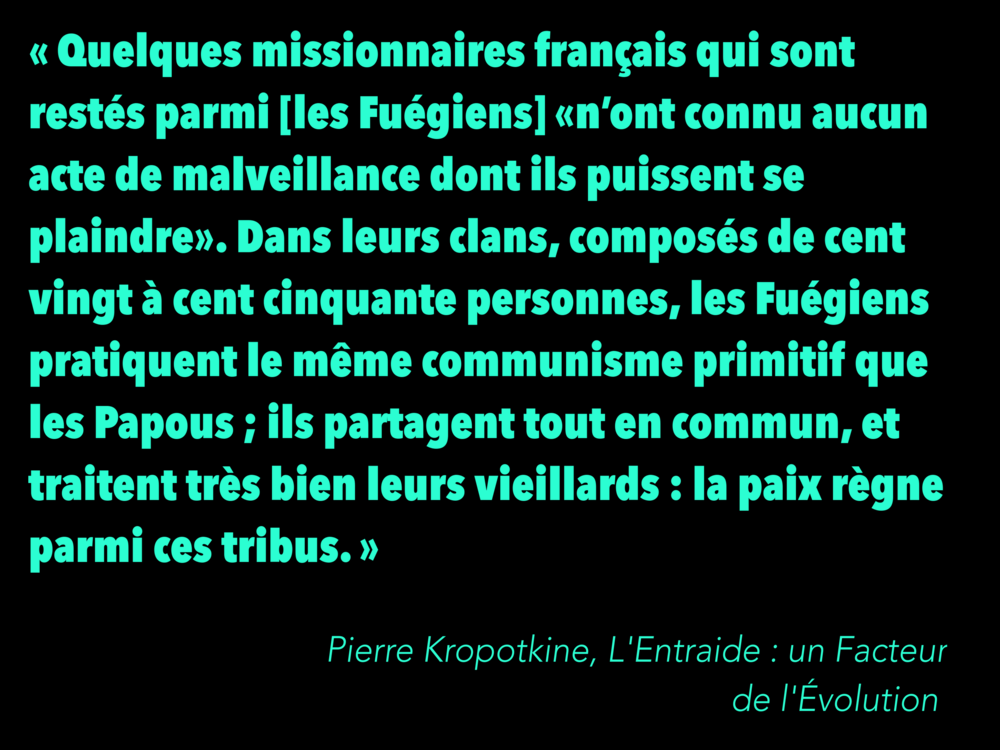 « Quelques missionnaires français qui sont
restés parmi [les Fuégiens] «n’ont connu aucun
acte de malveillance dont ils puissent se
plaindre». Dans leurs clans, composés de cent
vingt à cent cinquante personnes, les Fuégiens
pratiquent le même communisme primitif que
les Papous ; ils partagent tout en commun, et
traitent très bien leurs vieillards : la paix règne
parmi ces tribus. »
Pierre Kropotkine, L'Entraide : un Facteur
de l'Évolution